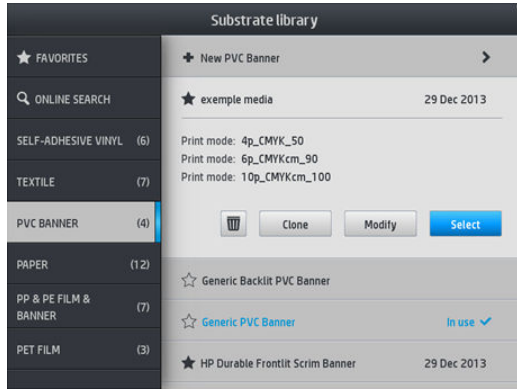 Substrate library
FAVORITES
ONLINE SEARCH
SELF-ADHESIVE VINYL (6)
TEXTILE (7)
PVC BANNER (4)
PAPER (12)
PP & PE FILM &
BANNER (7)
PET FILM (3)
New PVC Banner
exemple media 29 Dec 2013
Print mode: 4p_CMYK_50
Print mode: 6p_CMYKcm_90
Print mode: 10p_CMYKcm_100
Clone Modify Select
Generic Backlit PVC Banner
Generic PVC Banner In use
HP Durable Frontlit Scrim Banner 29 Dec 2013